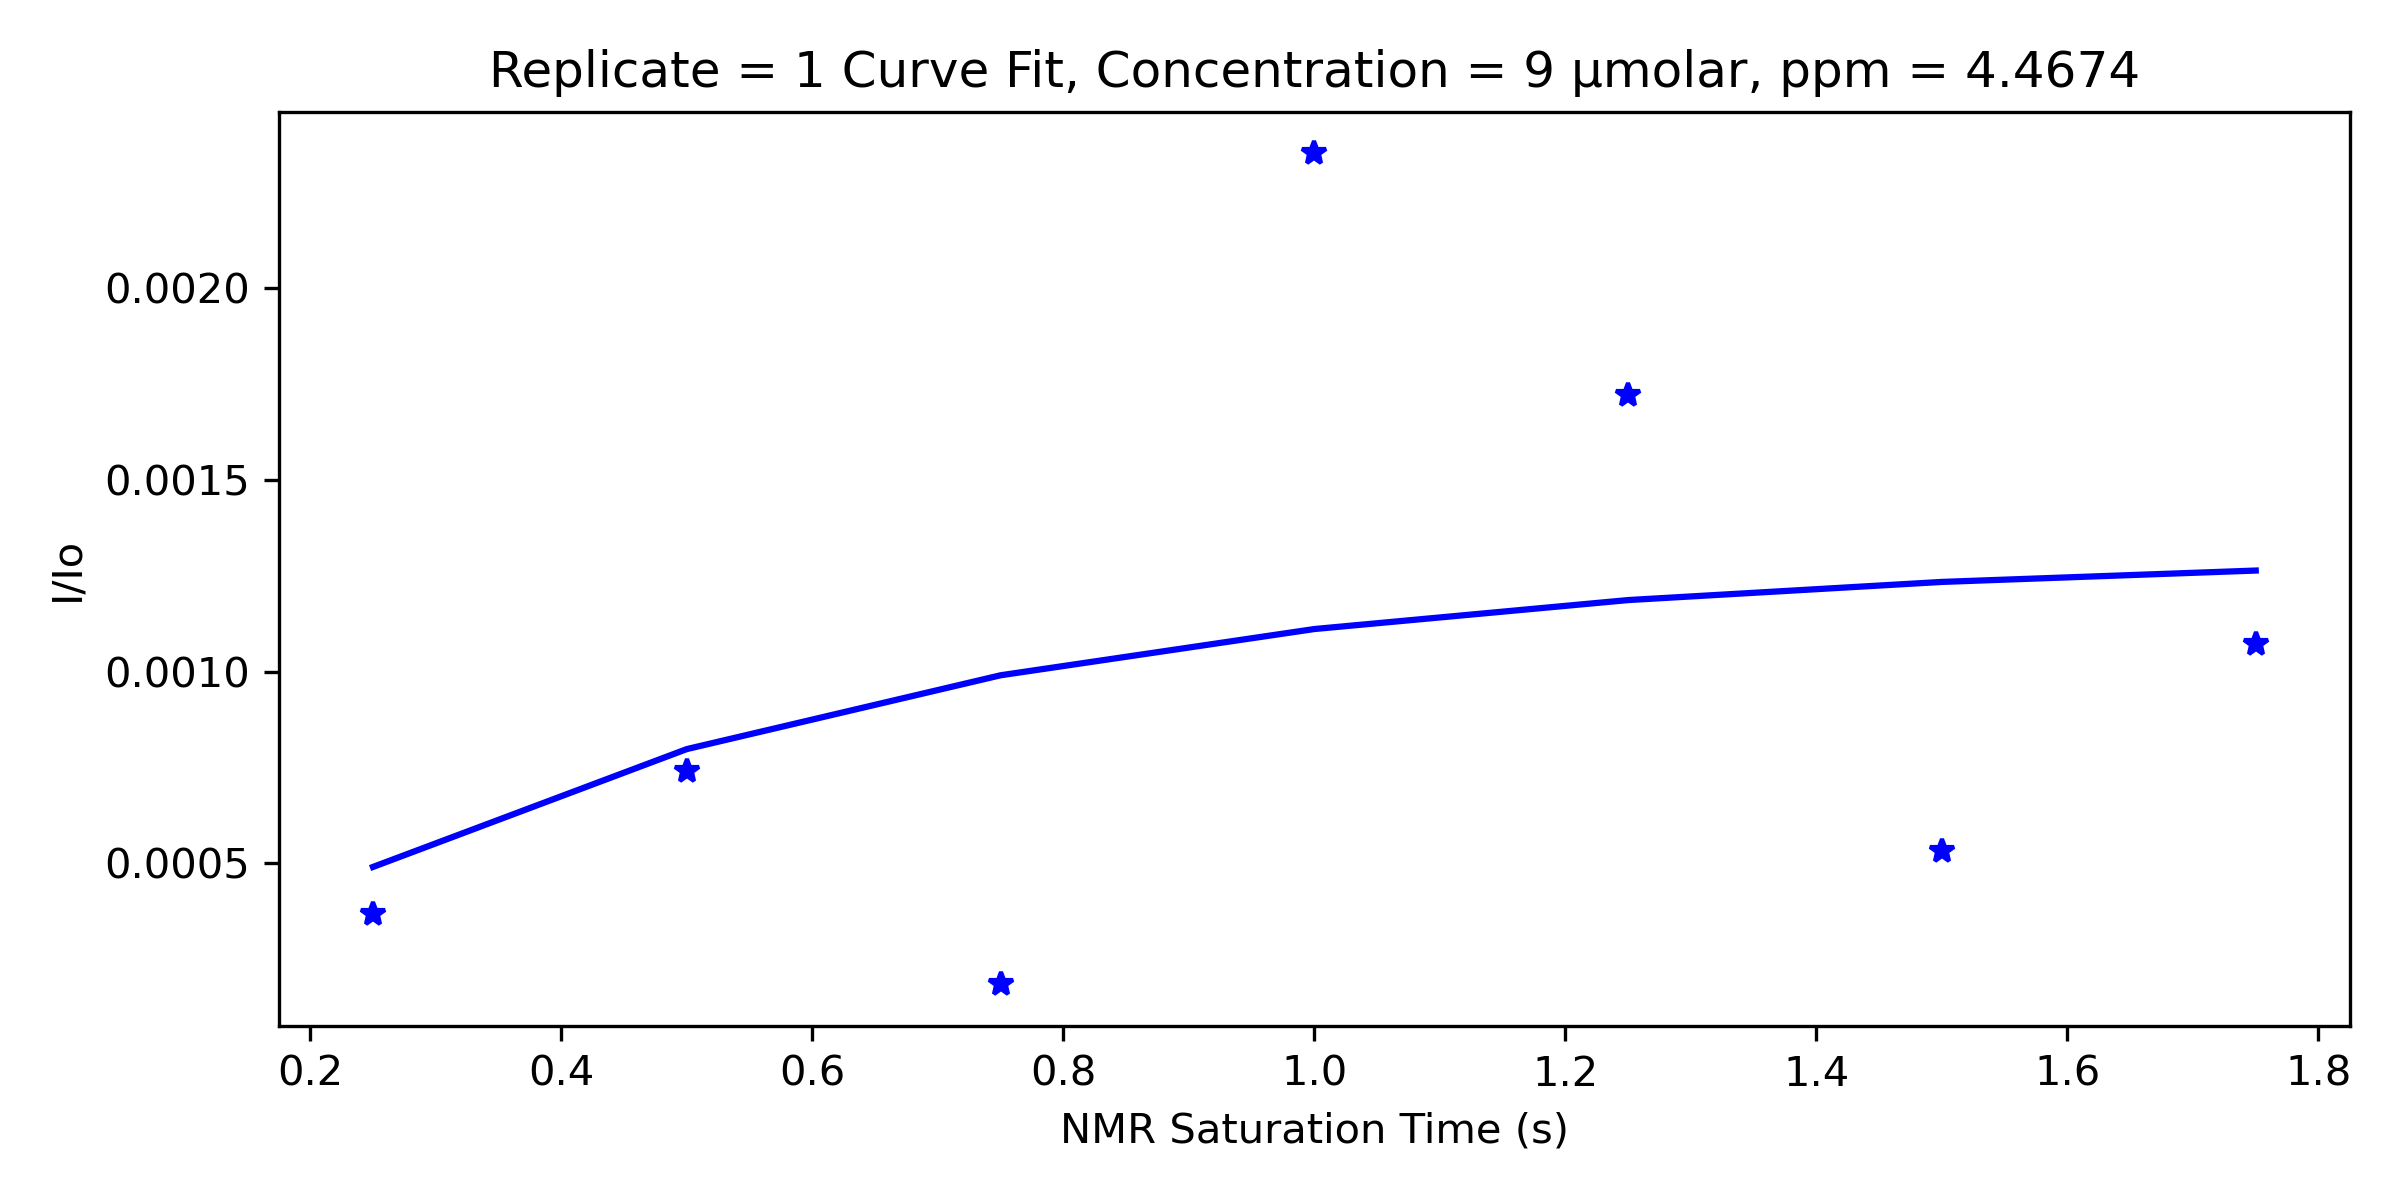 Replicate = 1 Curve Fit, Concentration = 9 μmolar, ppm = 4.4674
0.0020
0.0015
0.0010
0.0005
I/Io
0.2 0.4 0.6 0.8 1.0 1.2 1.4 1.6 1.8
NMR Saturation Time (s)